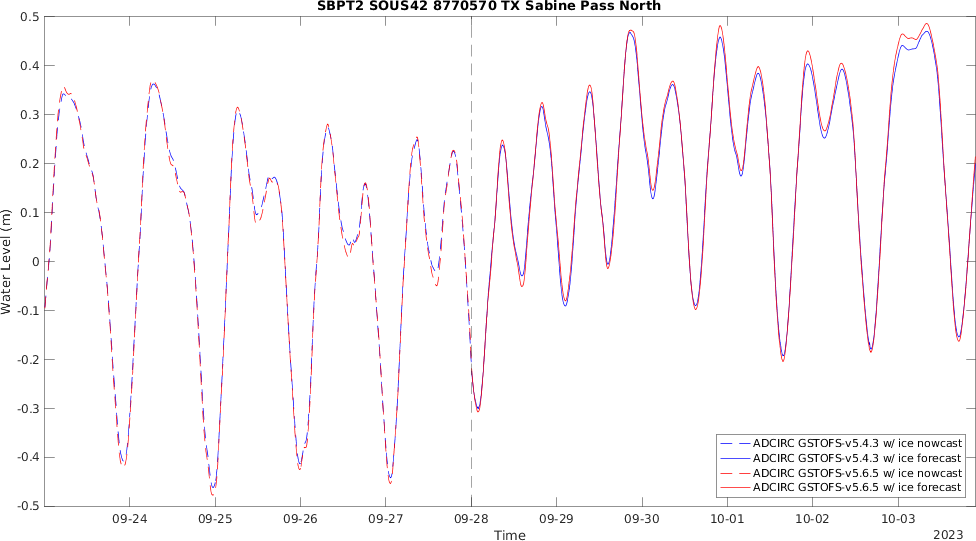 SBPT2 SOUS42 8770570 TX Sabine Pass North
0.5
0.4
0.3
0.2
0.1
0
-0.1
-0.2
-0.3
-0.4
-0.5
Water Level (m)
ADCIRC GSTOFS-v5.4.3 w/ ice nowcast
ADCIRC GSTOFS-v5.4.3 w/ ice forecast
ADCIRC GSTOFS-v5.6.5 w/ ice nowcast
ADCIRC GSTOFS-v5.6.5 w/ ice forecast
09-24 09-25 09-26 09-27 09-28 09-29 09-30 10-01 10-02 10-03
Time
2023